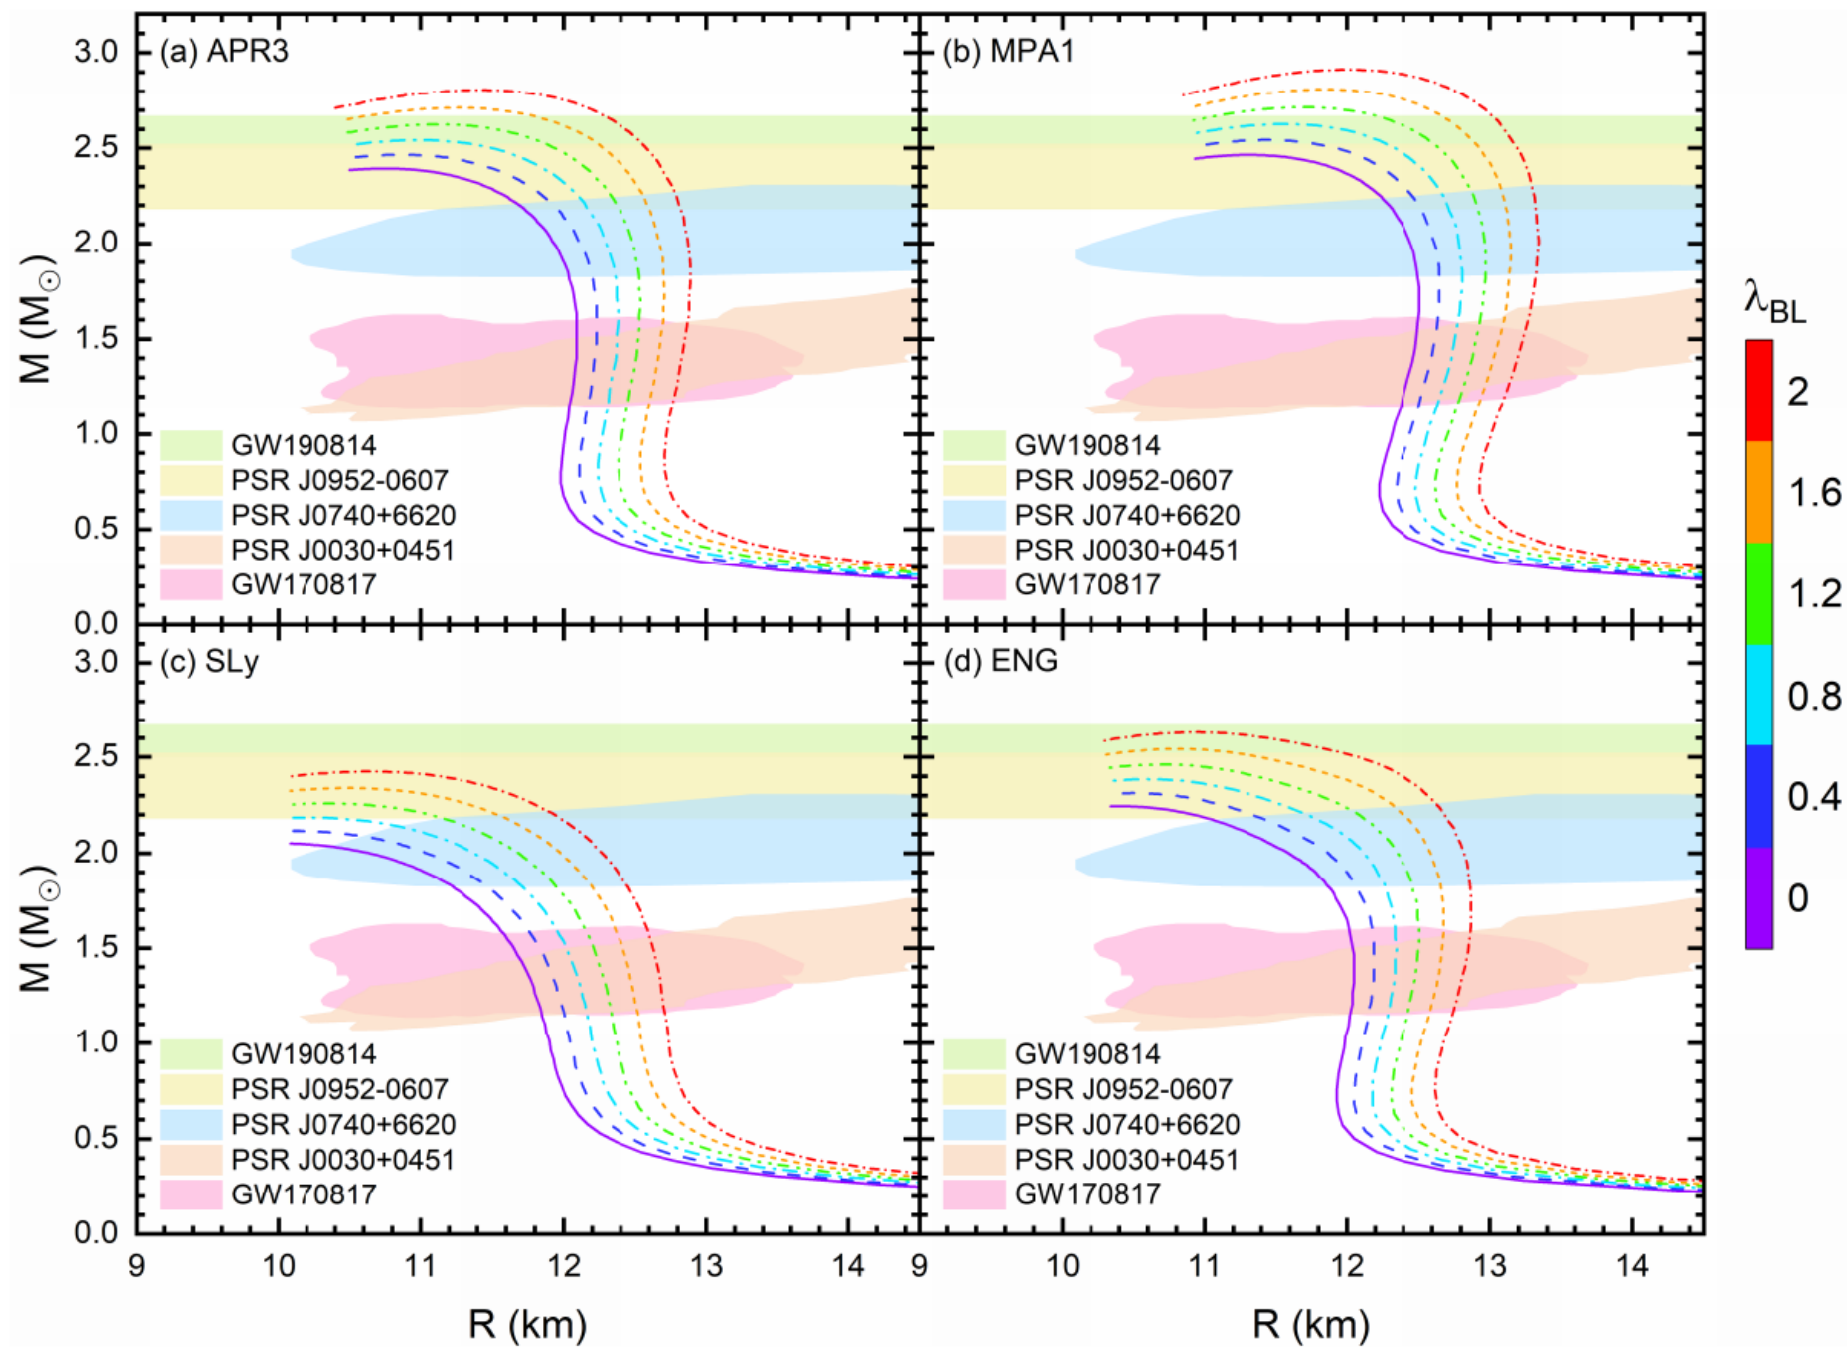 (a) APR3
(b) MPA1
3.0
2.5
2.0
1.5
1.0
0.5
0.0
M (M☉)
GW190814
PSR J0952-0607
PSR J0740+6620
PSR J0030+0451
GW170817
GW190814
PSR J0952-0607
PSR J0740+6620
PSR J0030+0451
GW170817
(c) SLy
(d) ENG
3.0
2.5
2.0
1.5
1.0
0.5
0.0
M (M☉)
GW190814
PSR J0952-0607
PSR J0740+6620
PSR J0030+0451
GW170817
GW190814
PSR J0952-0607
PSR J0740+6620
PSR J0030+0451
GW170817
9 10 11 12 13 14 9 10 11 12 13 14
R (km)
R (km)
λBL
2
1.6
1.2
0.8
0.4
0